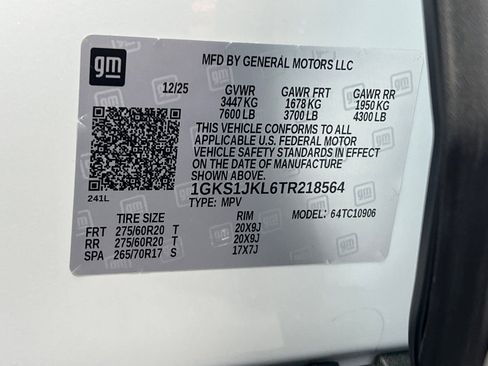 gm
MFD BY GENERAL MOTORS LLC
12/25 GVWR GAWR FRT GAWR RR
3447 KG 1678 KG 1950 KG
7600 LB 3700 LB 4300 LB
THIS VEHICLE CONFORMS TO ALL
APPLICABLE U.S. FEDERAL MOTOR
VEHICLE SAFETY STANDARDS IN EFFECT
ON THE DATE OF MANUFACTURE
SHOWN ABOVE.
1GKS1JKL6TR218564
241L TYPE: MPV
TIRE SIZE RIM MODEL: 64TC10906
FRT 275/60R20 T 20X9J
RR 275/60R20 T 20X9J
SPA 265/70R17 S 17X7J